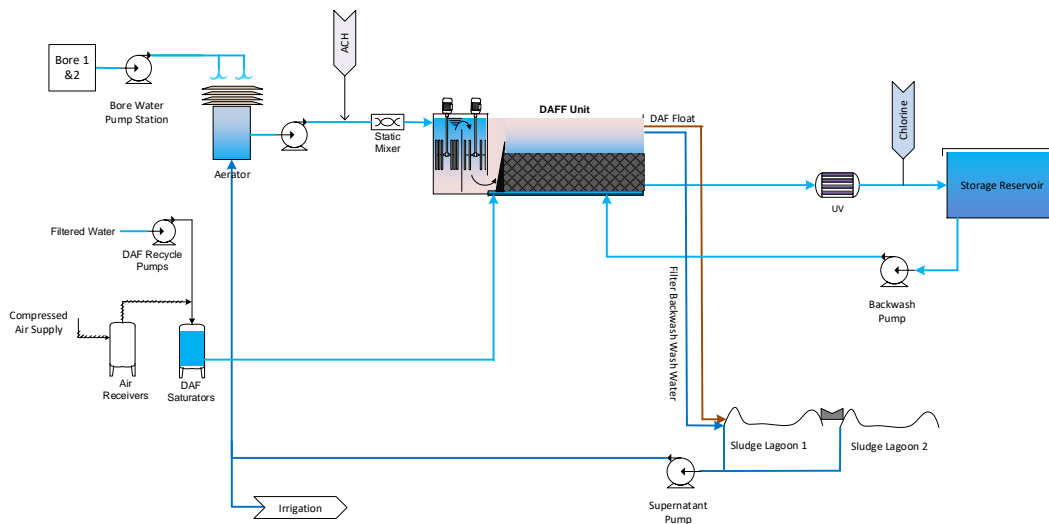 Bore 1
&2
Bore Water
Pump Station
Aerator
ACH
Static
Mixer
DAFF Unit
DAF Float
Chlorine
UV
Storage Reservoir
Filtered Water
DAF Recycle
Pumps
Compressed
Air Supply
Air
Receivers
DAF
Saturators
Filter Backwash Wash Water
Backwash
Pump
Sludge Lagoon 1
Sludge Lagoon 2
Supernatant
Pump
Irrigation